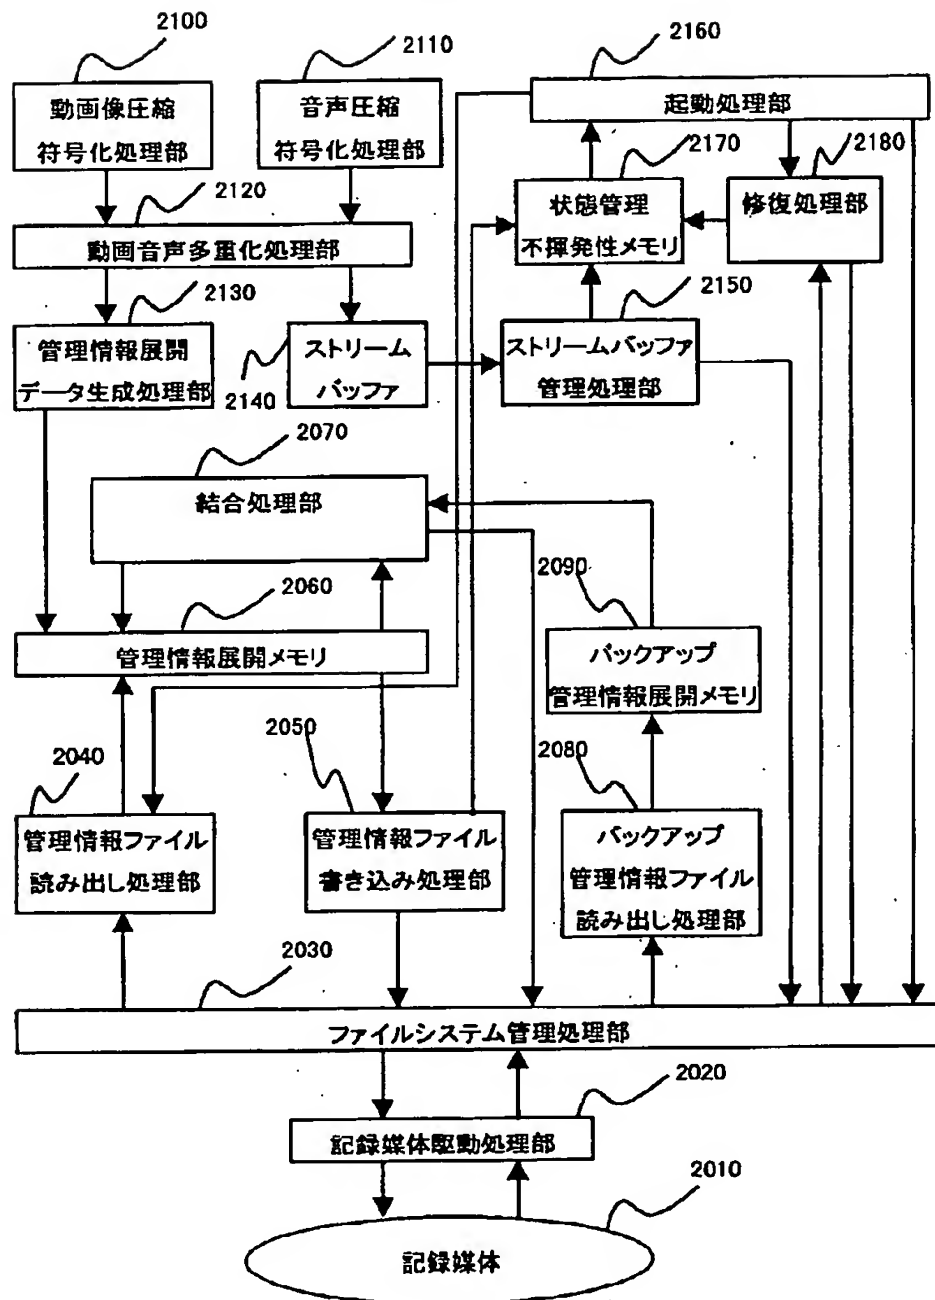 2100
2110
2160
動画像圧縮
符号化処理部
音声圧縮
符号化処理部
起動処理部
2170
2180
2120
状態管理
不揮発性メモリ
修復処理部
動画音声多重化処理部
2130
2150
管理情報展開
データ生成処理部
2140
ストリーム
バッファ
ストリームバッファ
管理処理部
2070
結合処理部
2090
2060
管理情報展開メモリ
バックアップ
管理情報展開メモリ
2050
2040
2080
管理情報ファイル
読み出し処理部
管理情報ファイル
書き込み処理部
バックアップ
管理情報ファイル
読み出し処理部
2030
ファイルシステム管理処理部
2020
記録媒体駆動処理部
2010
記録媒体